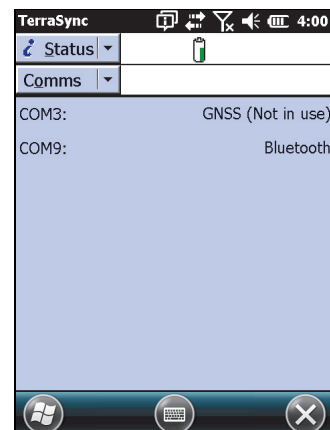 TerraSync 4:00
i Status
Comms
COM3: GNSS (Not in use)
COM9: Bluetooth